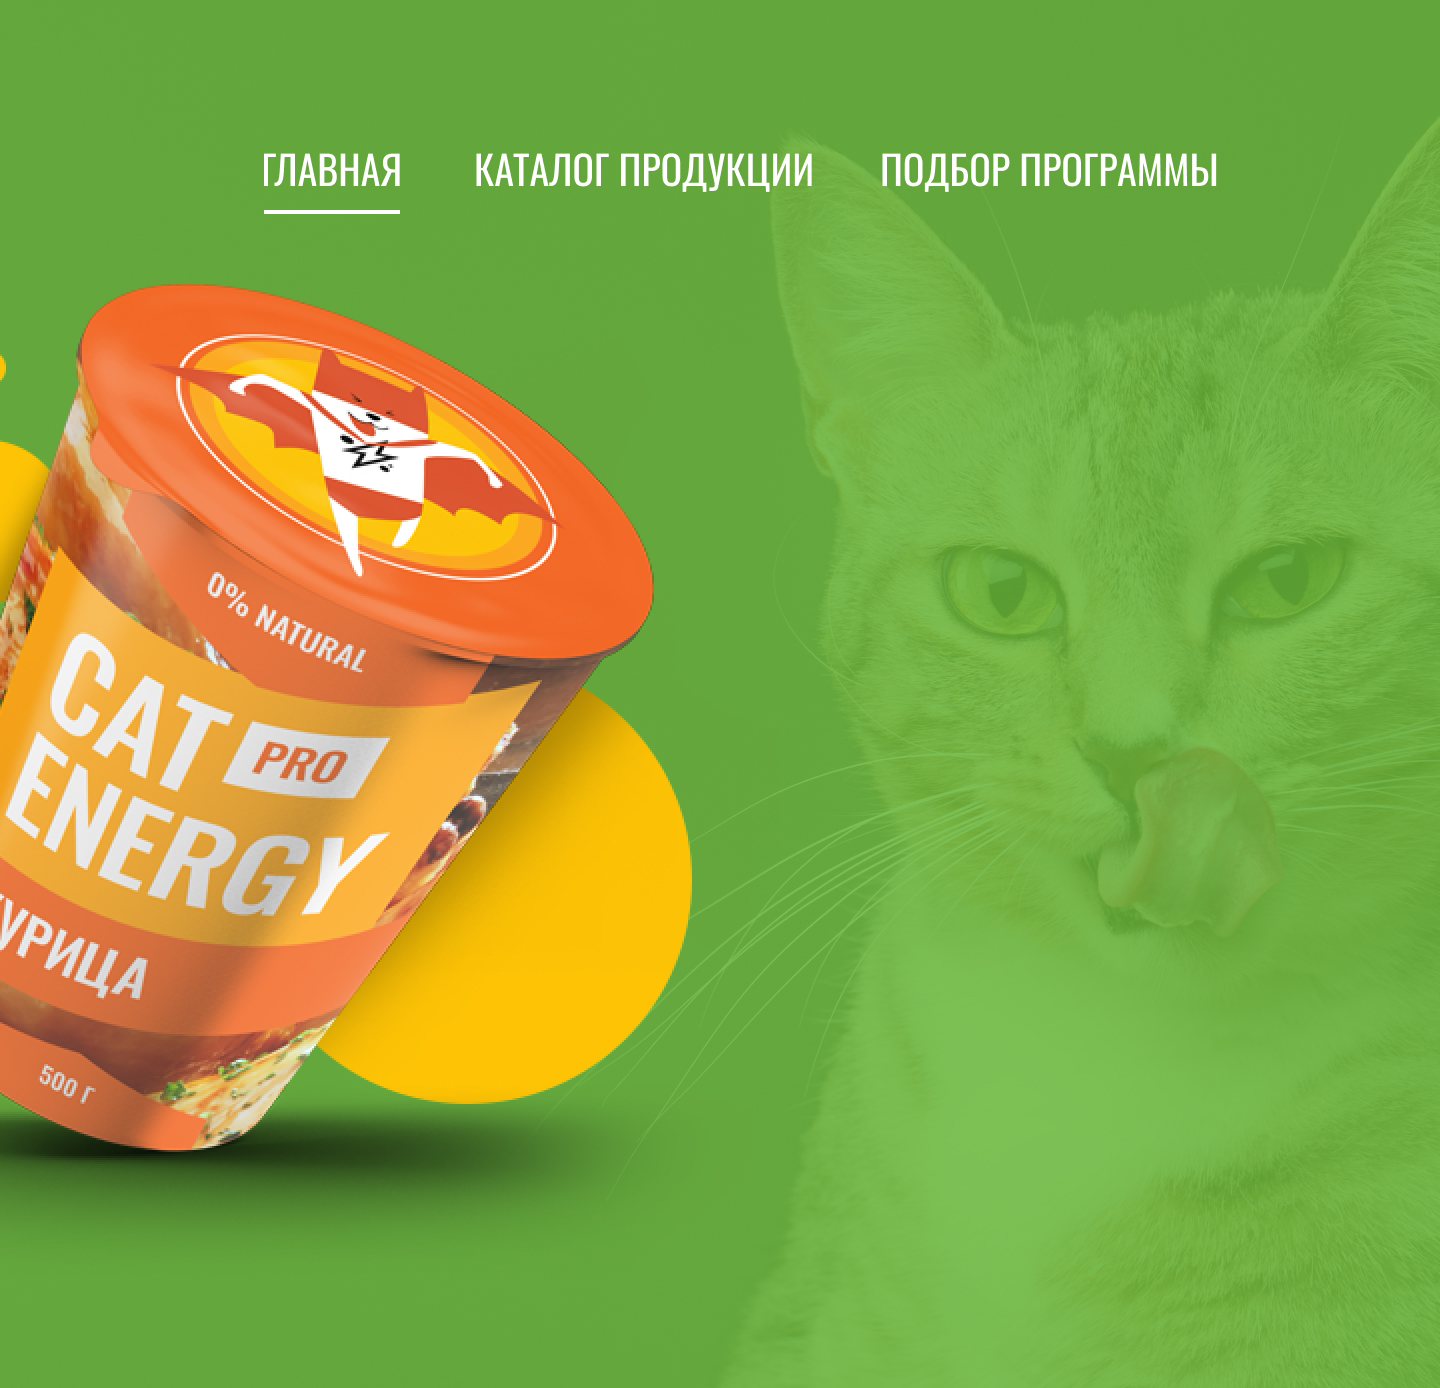 ГЛАВНАЯ КАТАЛОГ ПРОДУКЦИИ ПОДБОР ПРОГРАММЫ
0% NATURAL
CAT PRO
ENERGY
УРИЦА
500 Г